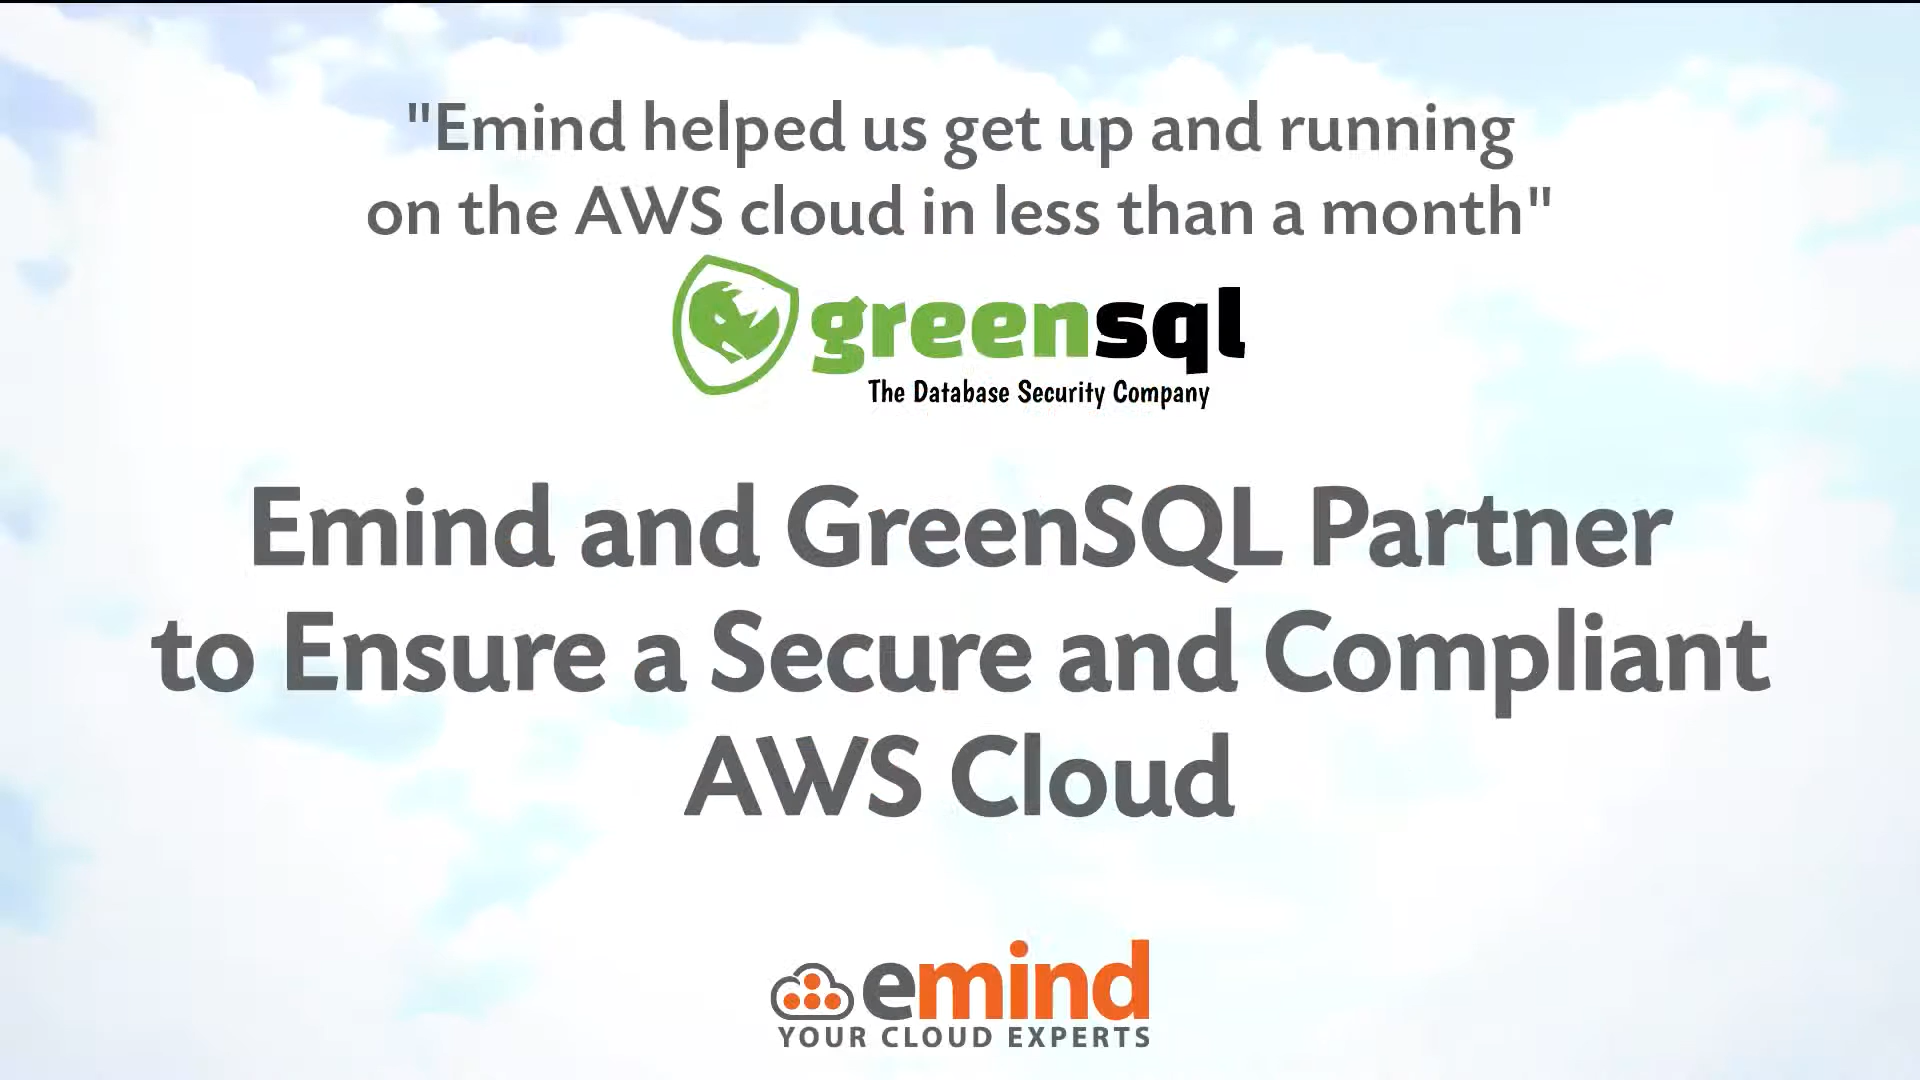 "Emind helped us get up and running
on the AWS cloud in less than a month"
greensql
The Database Security Company
Emind and GreenSQL Partner
to Ensure a Secure and Compliant
AWS Cloud
emind
YOUR CLOUD EXPERTS